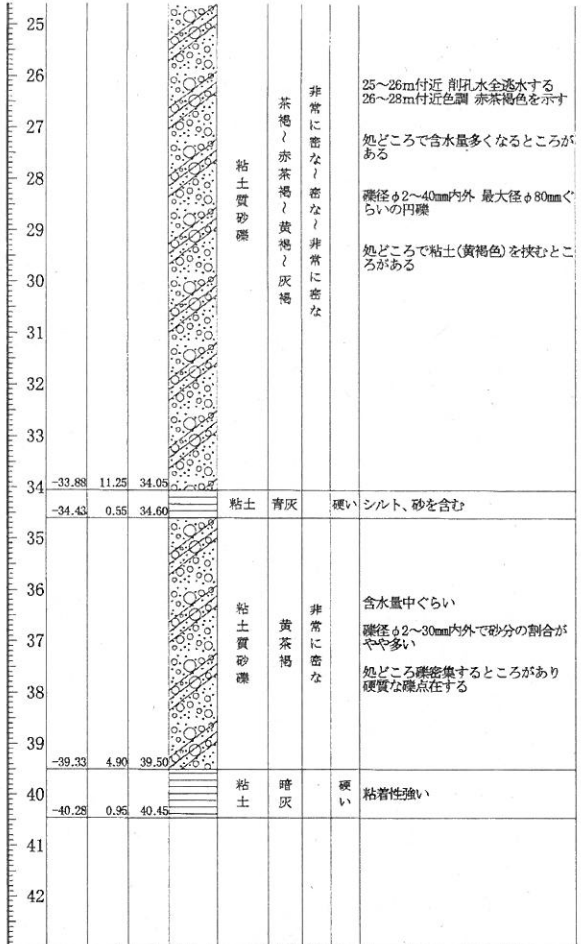 25
26
27
28
29
30
31
32
33
34
35
36
37
38
39
40
41
42
-33.88 11.25 34.05
粘土質砂礫
茶褐～赤茶褐～黄褐～灰褐
非常に密な～密な～非常に密な
25～26m付近 削孔水全逃水する
26～28m付近色調 赤茶褐色を示す
処どころで含水量多くなるところが
ある
礫径φ2～40mm内外 最大径φ80mmぐ
らいの円礫
処どころで粘土(黄褐色)を挟むとこ
ろがある
-34.43 0.55 34.60
粘土 青灰 硬い シルト、砂を含む
-39.33 4.90 39.50
粘土質砂礫
黄茶褐
非常に密な
含水量中ぐらい
礫径φ2～30mm内外で砂分の割合が
やや多い
処どころ礫密集するところがあり
硬質な礫点在する
-40.28 0.95 40.45
粘土
暗灰
硬い
粘着性強い